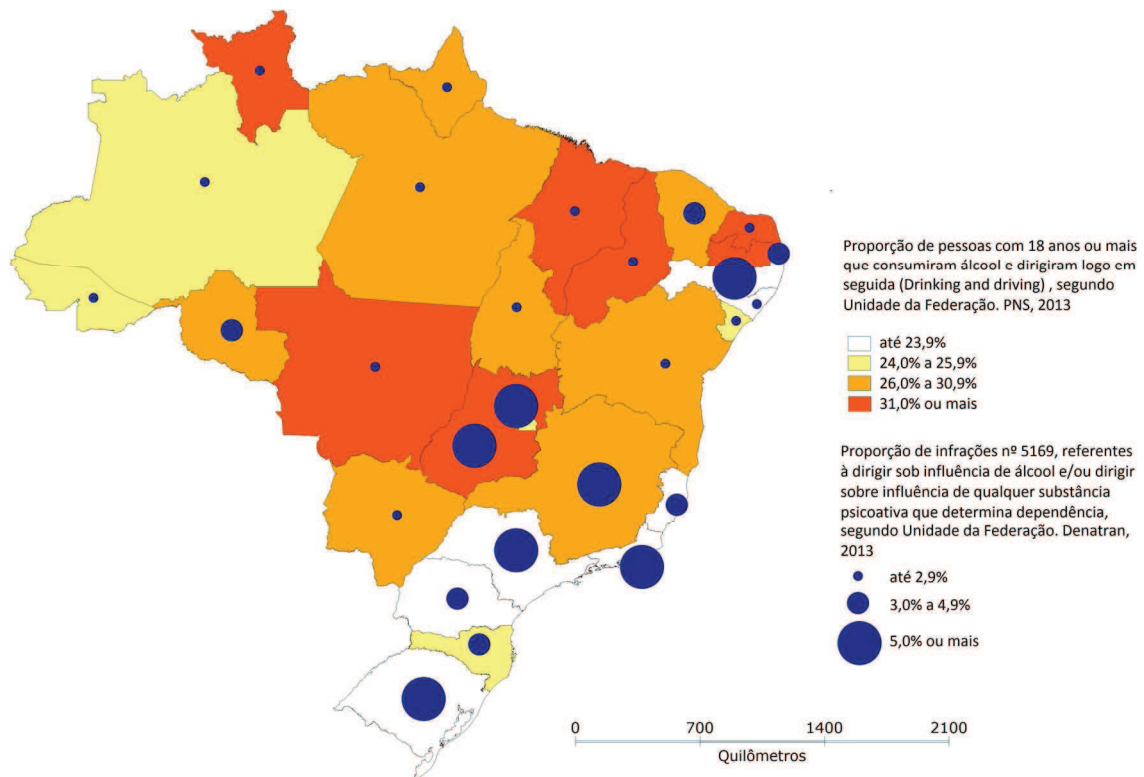 Proporção de pessoas com 18 anos ou mais
que consumiram álcool e dirigiram logo em
seguida (Drinking and driving) , segundo
Unidade da Federação. PNS, 2013
até 23,9%
24,0% a 25,9%
26,0% a 30,9%
31,0% ou mais
Proporção de infrações nº 5169, referentes
à dirigir sob influência de álcool e/ou dirigir
sobre influência de qualquer substância
psicoativa que determina dependência,
segundo Unidade da Federação. Denatran,
2013
até 2,9%
3,0% a 4,9%
5,0% ou mais
0 700 1400 2100
Quilômetros